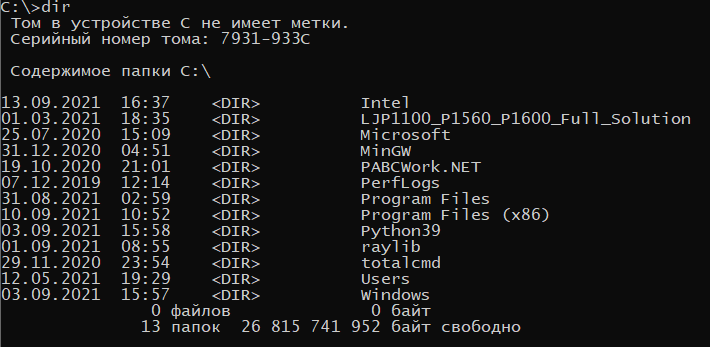 C:\>dir
Том в устройстве C не имеет метки.
Серийный номер тома: 7931-933C
Содержимое папки C:\
13.09.2021  16:37    <DIR>          Intel
01.03.2021  18:35    <DIR>          LJP1100_P1560_P1600_Full_Solution
25.07.2020  15:09    <DIR>          Microsoft
31.12.2020  04:51    <DIR>          MinGW
19.10.2020  21:01    <DIR>          PABCWork.NET
07.12.2019  12:14    <DIR>          PerfLogs
31.08.2021  02:59    <DIR>          Program Files
10.09.2021  10:52    <DIR>          Program Files (x86)
03.09.2021  15:58    <DIR>          Python39
01.09.2021  08:55    <DIR>          raylib
29.11.2020  23:54    <DIR>          totalcmd
12.05.2021  19:29    <DIR>          Users
03.09.2021  15:57    <DIR>          Windows
0 файлов              0 байт
13 папок  26 815 741 952 байт свободно